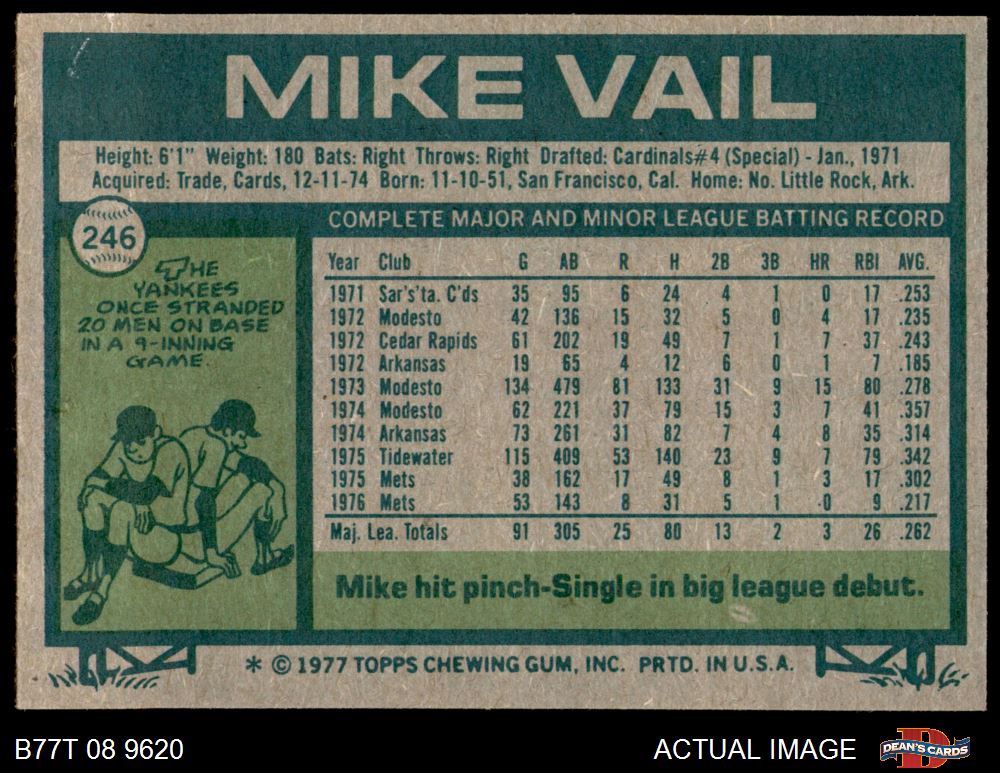 MIKE VAIL
Height: 6'1" Weight: 180 Bats: Right Throws: Right Drafted: Cardinals#4 (Special) - Jan., 1971
Acquired: Trade, Cards, 12-11-74 Born: 11-10-51, San Francisco, Cal. Home: No. Little Rock, Ark.
246
THE
YANKEES
ONCE STRANDED
20 MEN ON BASE
IN A 9-INNING
GAME.
COMPLETE MAJOR AND MINOR LEAGUE BATTING RECORD
Year Club G AB R H 2B 3B HR RBI AVG.
1971 Sar's'ta. C'ds 35 95 6 24 4 1 0 17 .253
1972 Modesto 42 136 15 32 5 0 4 17 .235
1972 Cedar Rapids 61 202 19 49 7 1 7 37 .243
1972 Arkansas 19 65 4 12 6 0 1 7 .185
1973 Modesto 134 479 81 133 31 9 15 80 .278
1974 Modesto 62 221 37 79 15 3 7 41 .357
1974 Arkansas 73 261 31 82 7 4 8 35 .314
1975 Tidewater 115 409 53 140 23 9 7 79 .342
1975 Mets 38 162 17 49 8 1 3 17 .302
1976 Mets 53 143 8 31 5 1 0 9 .217
Maj. Lea. Totals 91 305 25 80 13 2 3 26 .262
Mike hit pinch-Single in big league debut.
* © 1977 TOPPS CHEWING GUM, INC. PRTD. IN U.S.A.
B77T 08 9620
ACTUAL IMAGE
DEAN'S CARDS